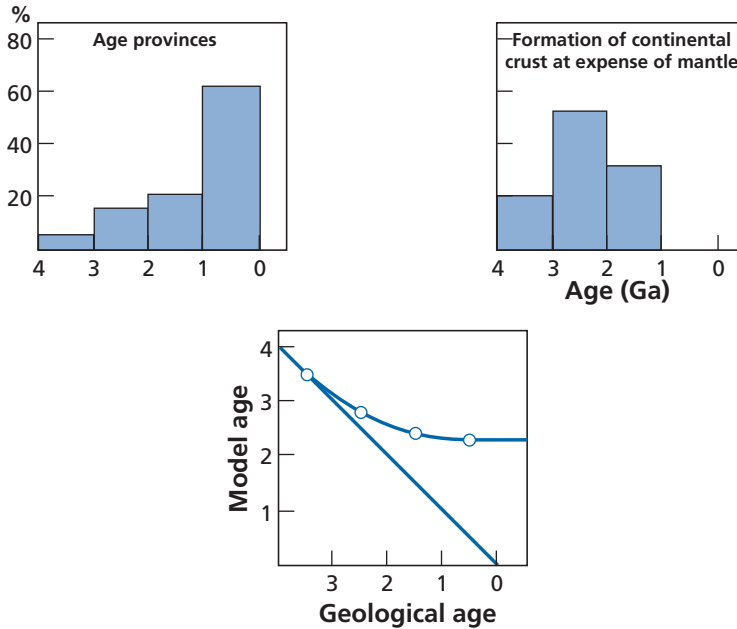 %
80
60
40
20
Age provinces
4 3 2 1 0
Formation of continental
crust at expense of mantle
4 3 2 1 0
Age (Ga)
4
3
2
1
Model age
3 2 1 0
Geological age